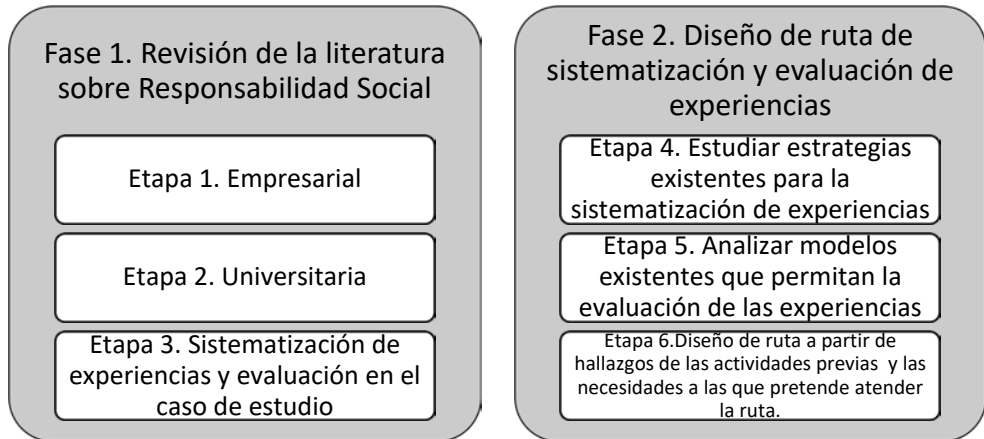 Fase 1. Revisión de la literatura
sobre Responsabilidad Social
Etapa 1. Empresarial
Etapa 2. Universitaria
Etapa 3. Sistematización de
experiencias y evaluación en el
caso de estudio
Fase 2. Diseño de ruta de
sistematización y evaluación de
experiencias
Etapa 4. Estudiar estrategias
existentes para la
sistematización de experiencias
Etapa 5. Analizar modelos
existentes que permitan la
evaluación de las experiencias
Etapa 6.Diseño de ruta a partir de
hallazgos de las actividades previas y las
necesidades a las que pretende atender
la ruta.